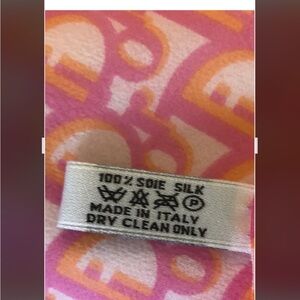 100% SOIE SILK
P
MADE IN ITALY
DRY CLEAN ONLY